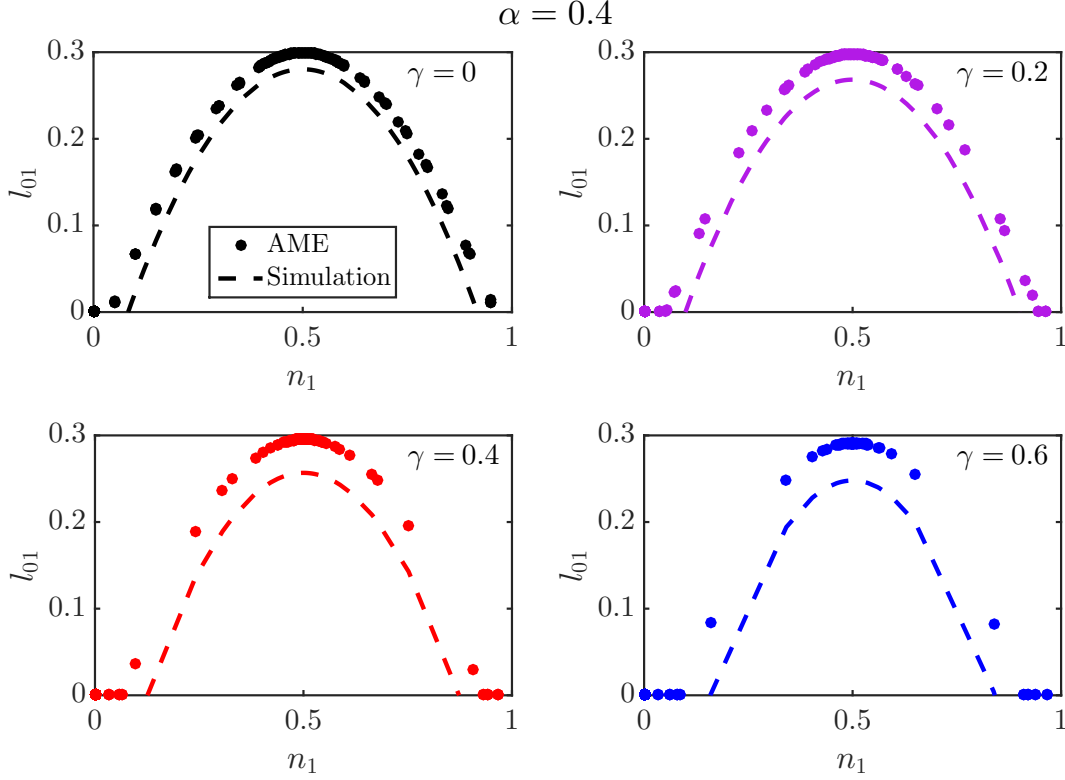 α = 0.4
γ = 0
0.3
0.2
0.1
0
l₀₁
AME
Simulation
0
0.5
1
n₁
γ = 0.2
0.3
0.2
0.1
0
l₀₁
0
0.5
1
n₁
γ = 0.4
0.3
0.2
0.1
0
l₀₁
0
0.5
1
n₁
γ = 0.6
0.3
0.2
0.1
0
l₀₁
0
0.5
1
n₁